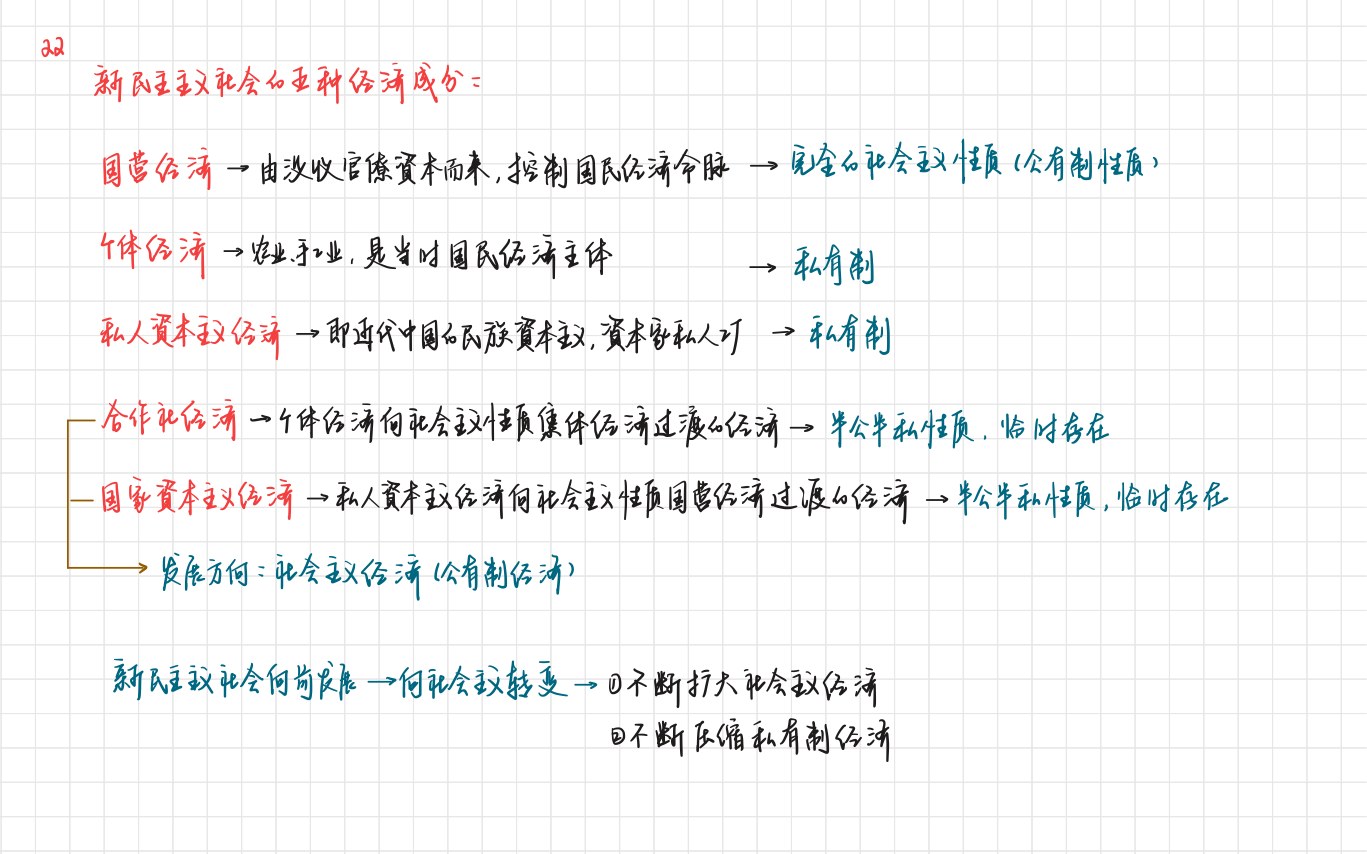 22
新民主主义社会的五种经济成分：
国营经济 → 由没收官僚資本而来，控制国民经济命脉 → 完全的社会主义性质（公有制性质）
个体经济 → 农业手工业，是当时国民经济主体 → 私有制
私人資本主义经济 → 即近代中国的民族資本主义，資本家私人 → 私有制
合作社经济 → 个体经济向社会主义性质集体经济过渡的经济 → 半公半私性质，临时存在
国家資本主义经济 → 私人資本主义经济向社会主义性质国营经济过渡的经济 → 半公半私性质，临时存在
发展方向：社会主义经济（公有制经济）
新民主主义社会向前发展 → 向社会主义转变 → ①不断扩大社会主义经济
②不断压缩私有制经济